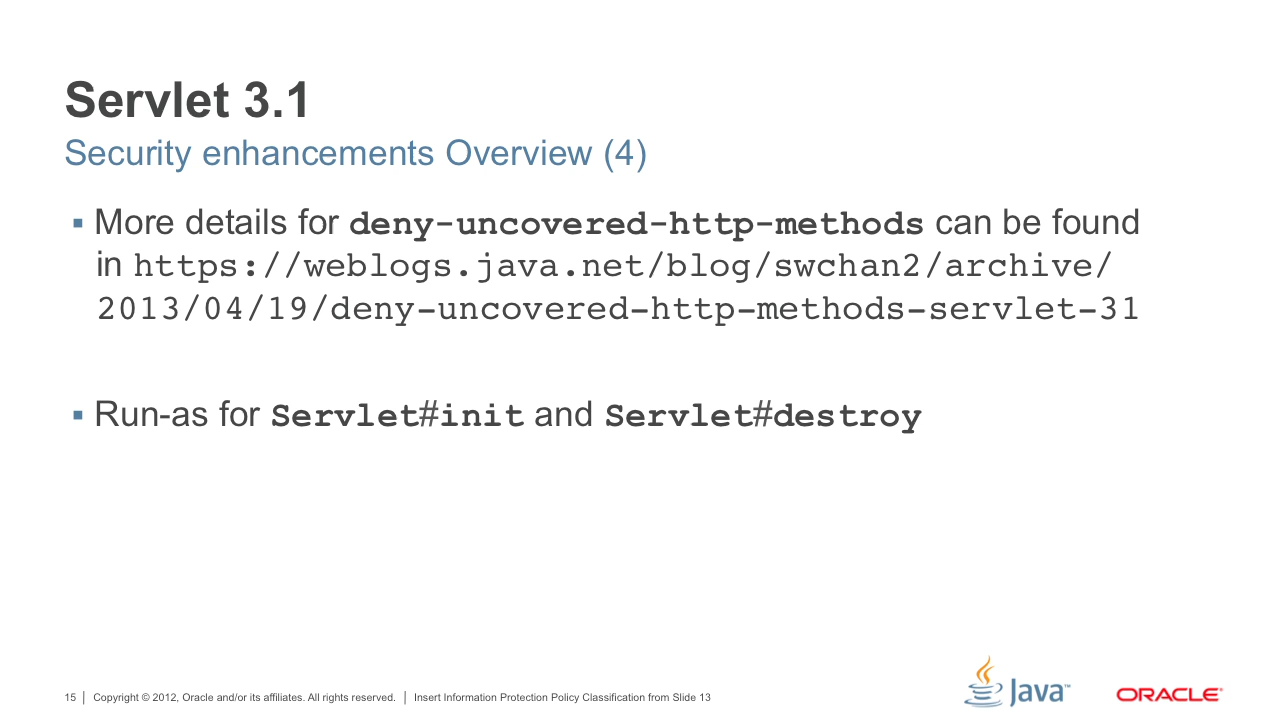 Servlet 3.1
Security enhancements Overview (4)
▪ More details for deny-uncovered-http-methods can be found
in https://weblogs.java.net/blog/swchan2/archive/
2013/04/19/deny-uncovered-http-methods-servlet-31
▪ Run-as for Servlet#init and Servlet#destroy
15 | Copyright © 2012, Oracle and/or its affiliates. All rights reserved. | Insert Information Protection Policy Classification from Slide 13
Java™
ORACLE®